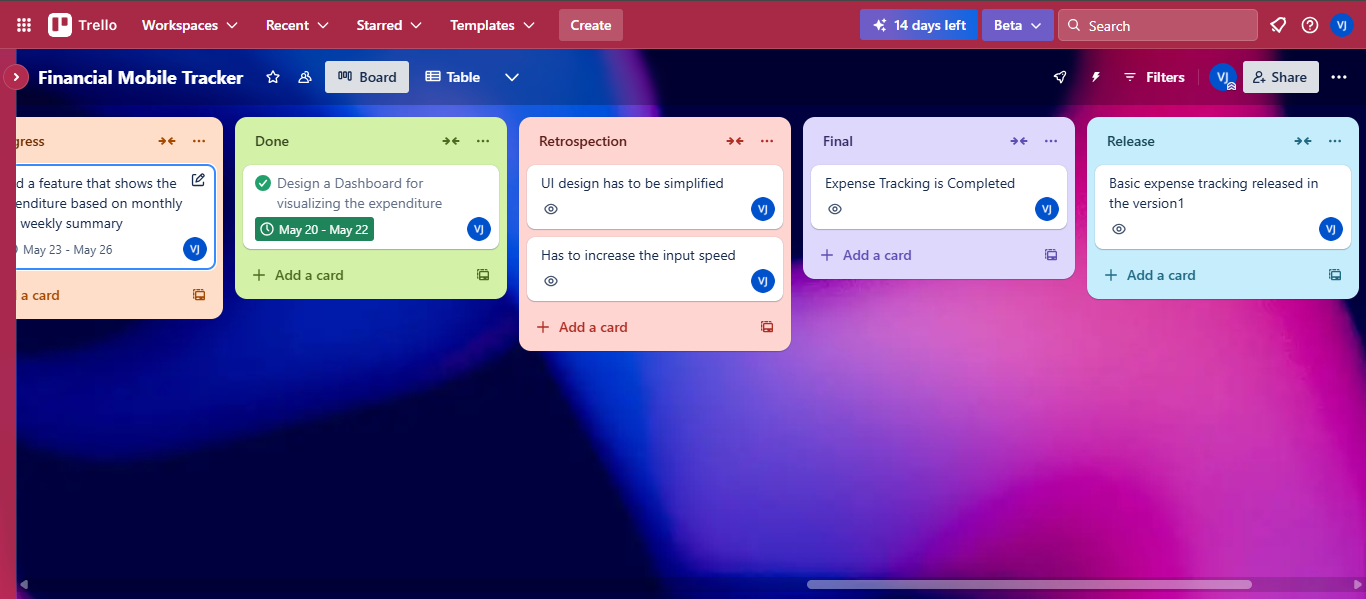 Trello
Workspaces
Recent
Starred
Templates
Create
14 days left
Beta
Search
VJ
Financial Mobile Tracker
Board
Table
Filters
VJ
Share
gress
d a feature that shows the
enditure based on monthly
weekly summary
May 23 - May 26
VJ
a card
Done
Design a Dashboard for
visualizing the expenditure
May 20 - May 22
VJ
Add a card
Retrospection
UI design has to be simplified
VJ
Has to increase the input speed
VJ
Add a card
Final
Expense Tracking is Completed
VJ
Add a card
Release
Basic expense tracking released in
the version1
VJ
Add a card